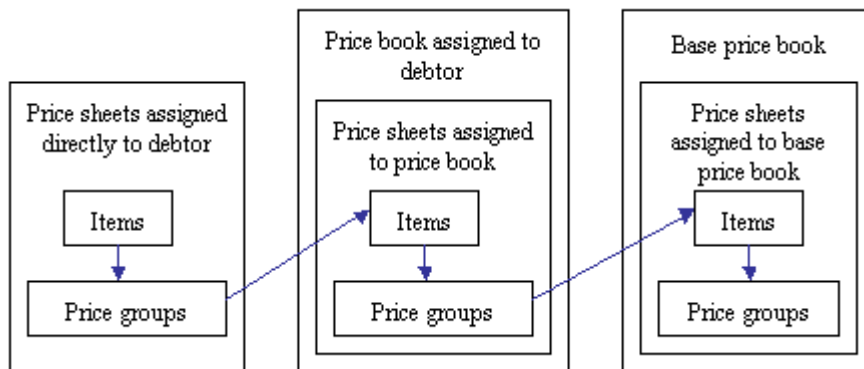 Price sheets assigned
directly to debtor
Items
Price groups
Price book assigned to
debtor
Price sheets assigned
to price book
Items
Price groups
Base price book
Price sheets
assigned to base
price book
Items
Price groups